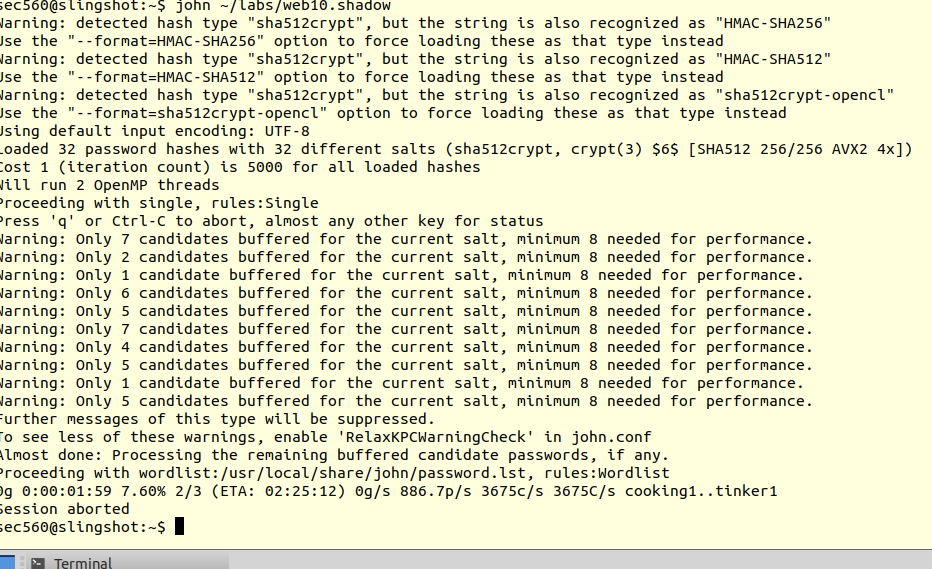 sec560@slingshot:~$ john ~/labs/web10.shadow
Warning: detected hash type "sha512crypt", but the string is also recognized as "HMAC-SHA256"
Use the "--format=HMAC-SHA256" option to force loading these as that type instead
Warning: detected hash type "sha512crypt", but the string is also recognized as "HMAC-SHA512"
Use the "--format=HMAC-SHA512" option to force loading these as that type instead
Warning: detected hash type "sha512crypt", but the string is also recognized as "sha512crypt-opencl"
Use the "--format=sha512crypt-opencl" option to force loading these as that type instead
Using default input encoding: UTF-8
Loaded 32 password hashes with 32 different salts (sha512crypt, crypt(3) $6$ [SHA512 256/256 AVX2 4x])
Cost 1 (iteration count) is 5000 for all loaded hashes
Will run 2 OpenMP threads
Proceeding with single, rules:Single
Press 'q' or Ctrl-C to abort, almost any other key for status
Warning: Only 7 candidates buffered for the current salt, minimum 8 needed for performance.
Warning: Only 2 candidates buffered for the current salt, minimum 8 needed for performance.
Warning: Only 1 candidate buffered for the current salt, minimum 8 needed for performance.
Warning: Only 6 candidates buffered for the current salt, minimum 8 needed for performance.
Warning: Only 5 candidates buffered for the current salt, minimum 8 needed for performance.
Warning: Only 7 candidates buffered for the current salt, minimum 8 needed for performance.
Warning: Only 4 candidates buffered for the current salt, minimum 8 needed for performance.
Warning: Only 5 candidates buffered for the current salt, minimum 8 needed for performance.
Warning: Only 1 candidate buffered for the current salt, minimum 8 needed for performance.
Warning: Only 5 candidates buffered for the current salt, minimum 8 needed for performance.
Further messages of this type will be suppressed.
To see less of these warnings, enable 'RelaxKPCWarningCheck' in john.conf
Almost done: Processing the remaining buffered candidate passwords, if any.
Proceeding with wordlist:/usr/local/share/john/password.lst, rules:Wordlist
0g 0:00:01:59 7.60% 2/3 (ETA: 02:25:12) 0g/s 886.7p/s 3675c/s 3675C/s cooking1..tinker1
Session aborted
sec560@slingshot:~$
Terminal